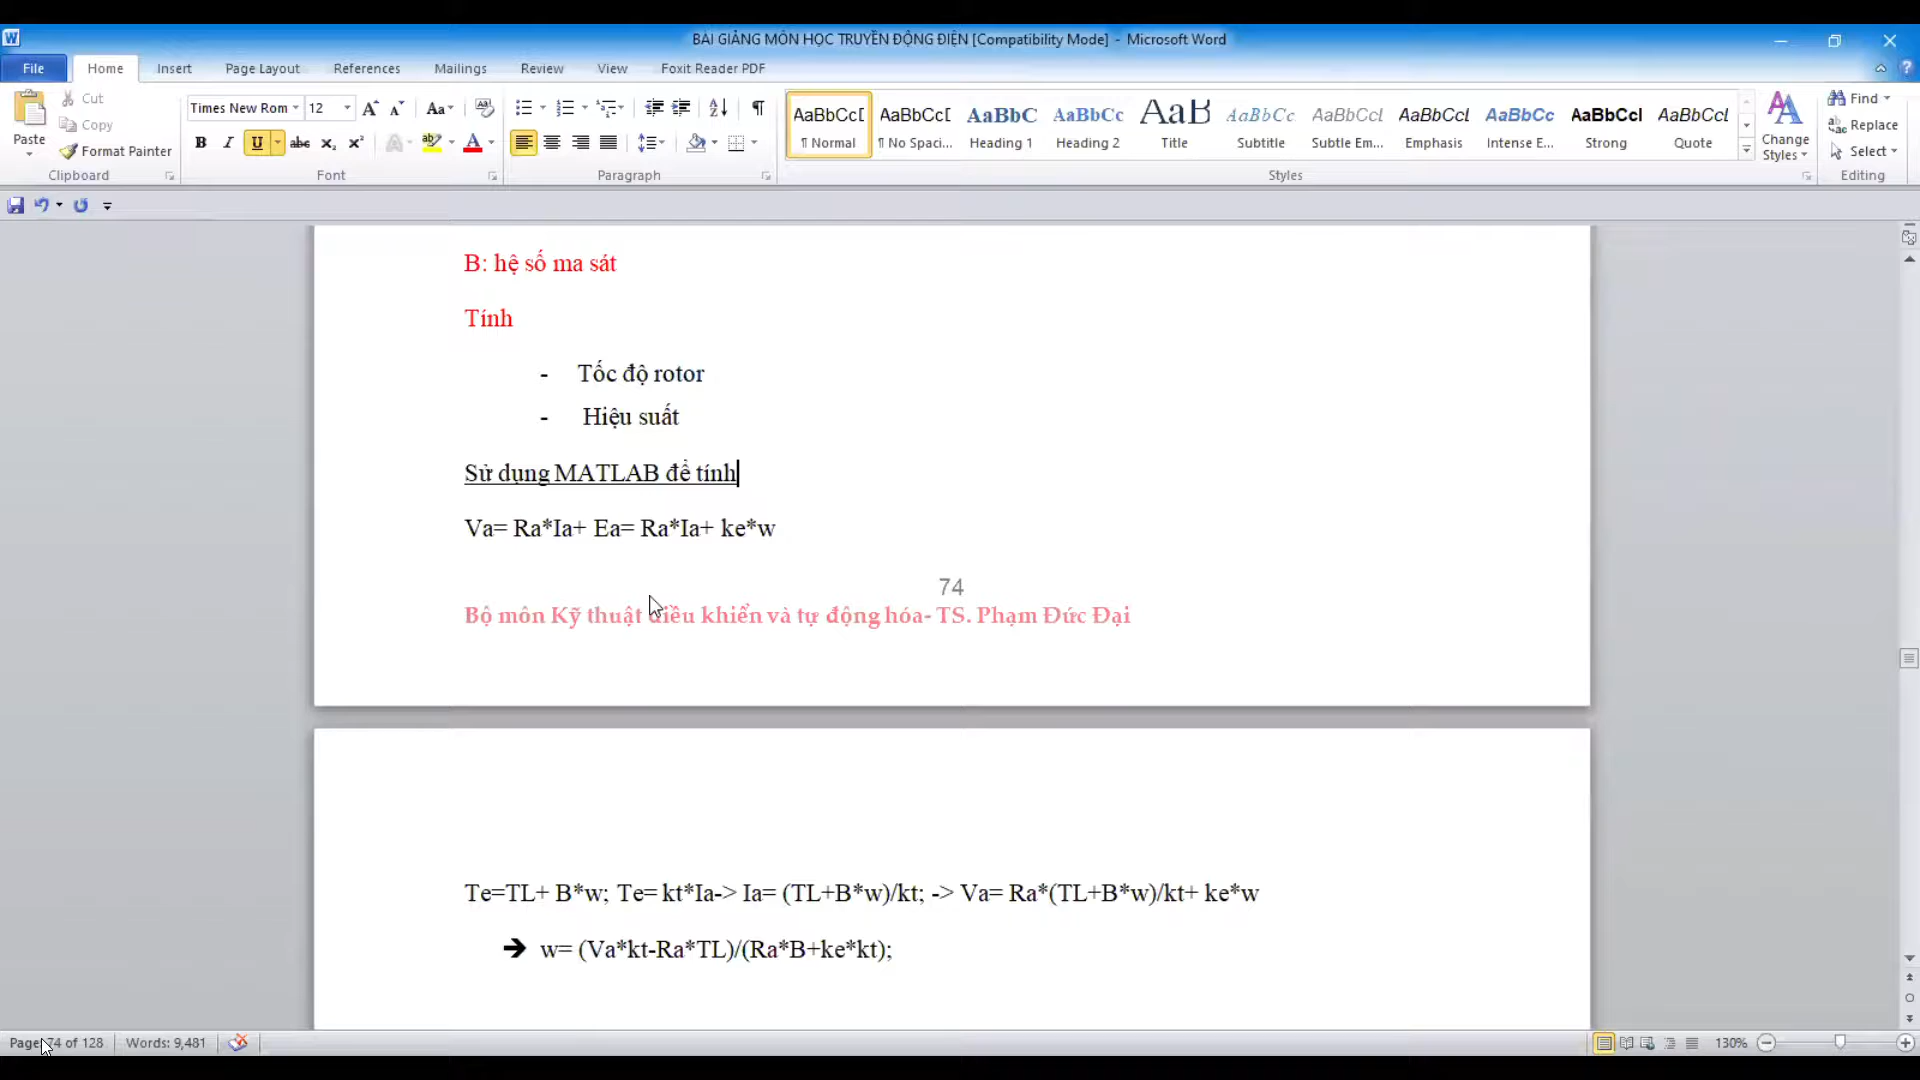 BÀI GIẢNG MÔN HỌC TRUYỀN ĐỘNG ĐIỆN [Compatibility Mode] - Microsoft Word
File Home Insert Page Layout References Mailings Review View Foxit Reader PDF
Cut
Copy
Format Painter
Paste
Clipboard
Times New Rom 12
Font
Paragraph
AaBbCcD AaBbCcD AaBbC AaBbCc AaB AaBbCc AaBbCcL AaBbCcL AaBbCc AaBbCcl AaBbCcL
¶ Normal ¶ No Spaci... Heading 1 Heading 2 Title Subtitle Subtle Em... Emphasis Intense E... Strong Quote
Styles
Change Styles
Find
Replace
Select
Editing
B: hệ số ma sát
Tính
- Tốc độ rotor
- Hiệu suất
Sử dụng MATLAB để tính
Va= Ra*Ia+ Ea= Ra*Ia+ ke*w
74
Bộ môn Kỹ thuật điều khiển và tự động hóa- TS. Phạm Đức Đại
Te=TL+ B*w; Te= kt*Ia-> Ia= (TL+B*w)/kt; -> Va= Ra*(TL+B*w)/kt+ ke*w
➔ w= (Va*kt-Ra*TL)/(Ra*B+ke*kt);
Page: 74 of 128 Words: 9,481 130%